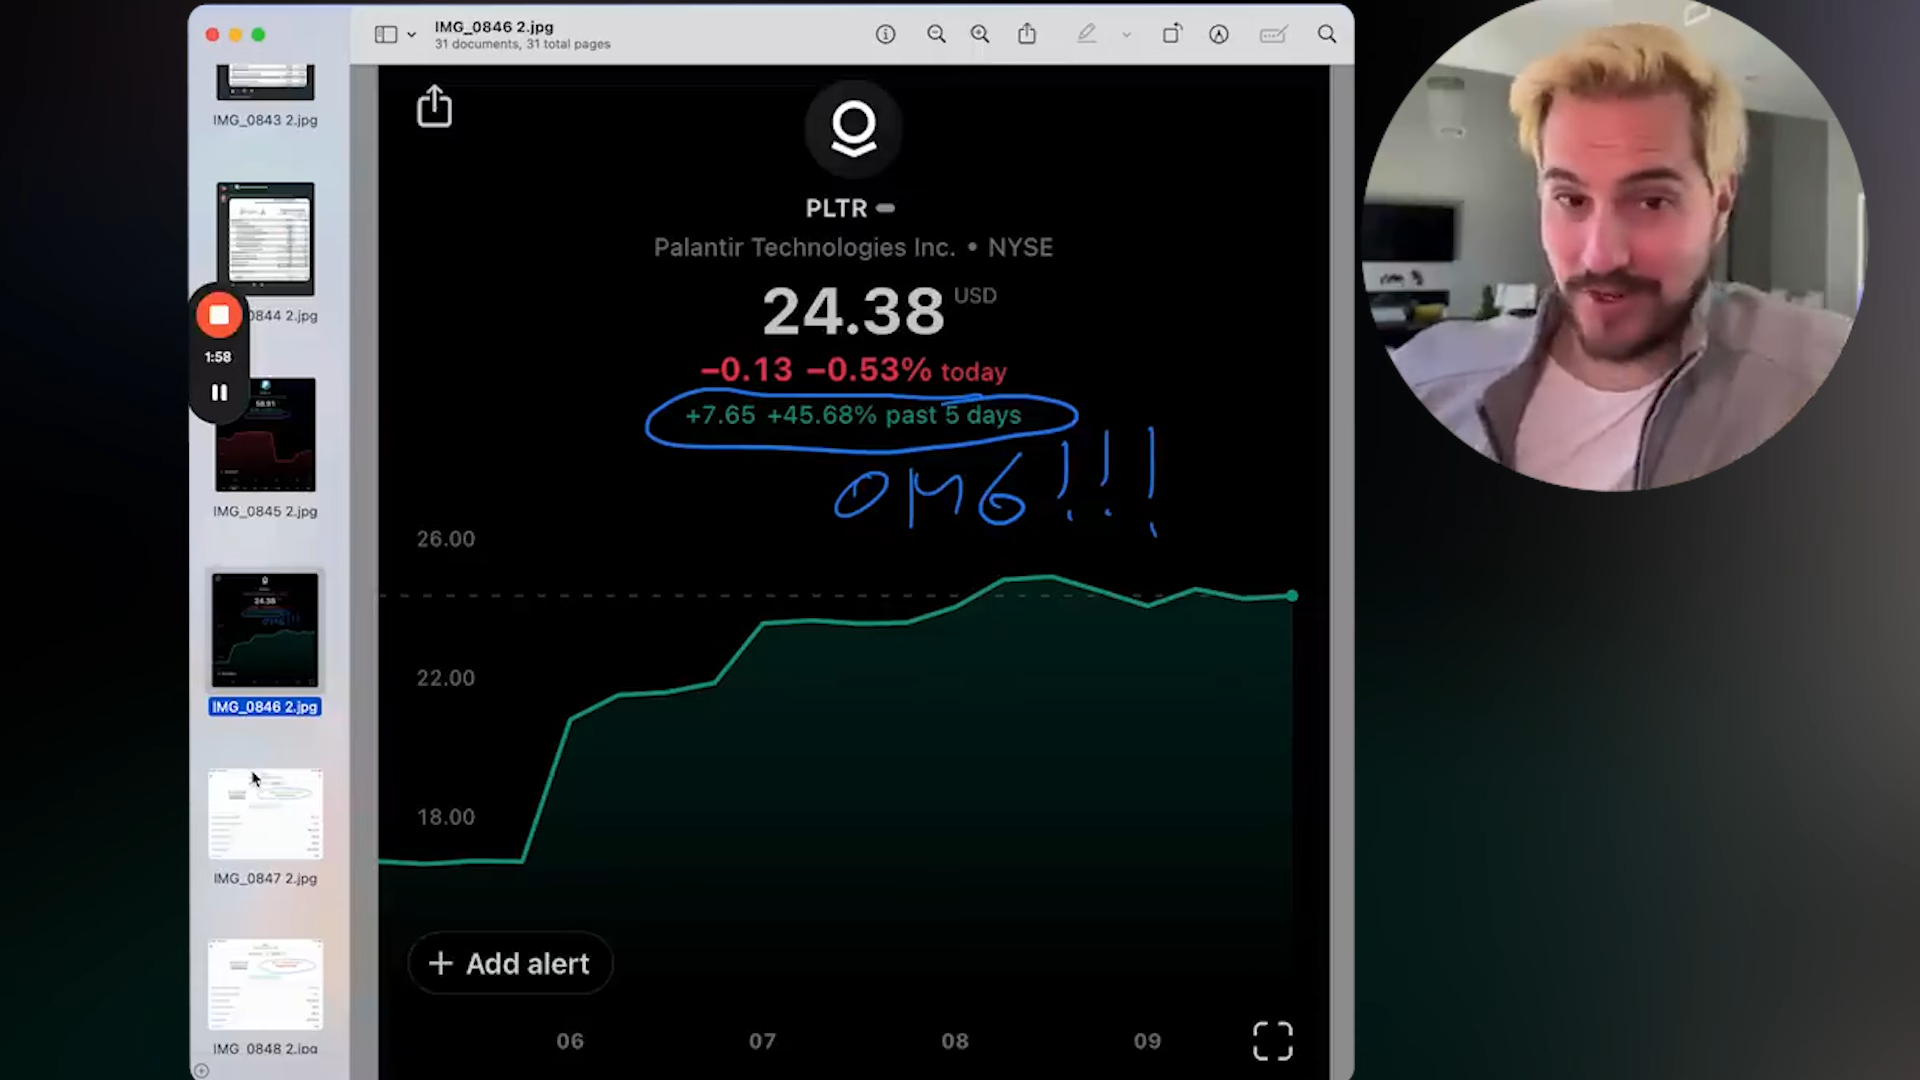 IMG_0846 2.jpg
31 documents, 31 total pages
IMG_0843 2.jpg
0844 2.jpg
1:58
IMG_0845 2.jpg
IMG_0846 2.jpg
IMG_0847 2.jpg
IMG_0848 2.jpg
PLTR
Palantir Technologies Inc. • NYSE
24.38 USD
−0.13 −0.53% today
+7.65 +45.68% past 5 days
OMG!!!
26.00
22.00
18.00
+ Add alert
06 07 08 09